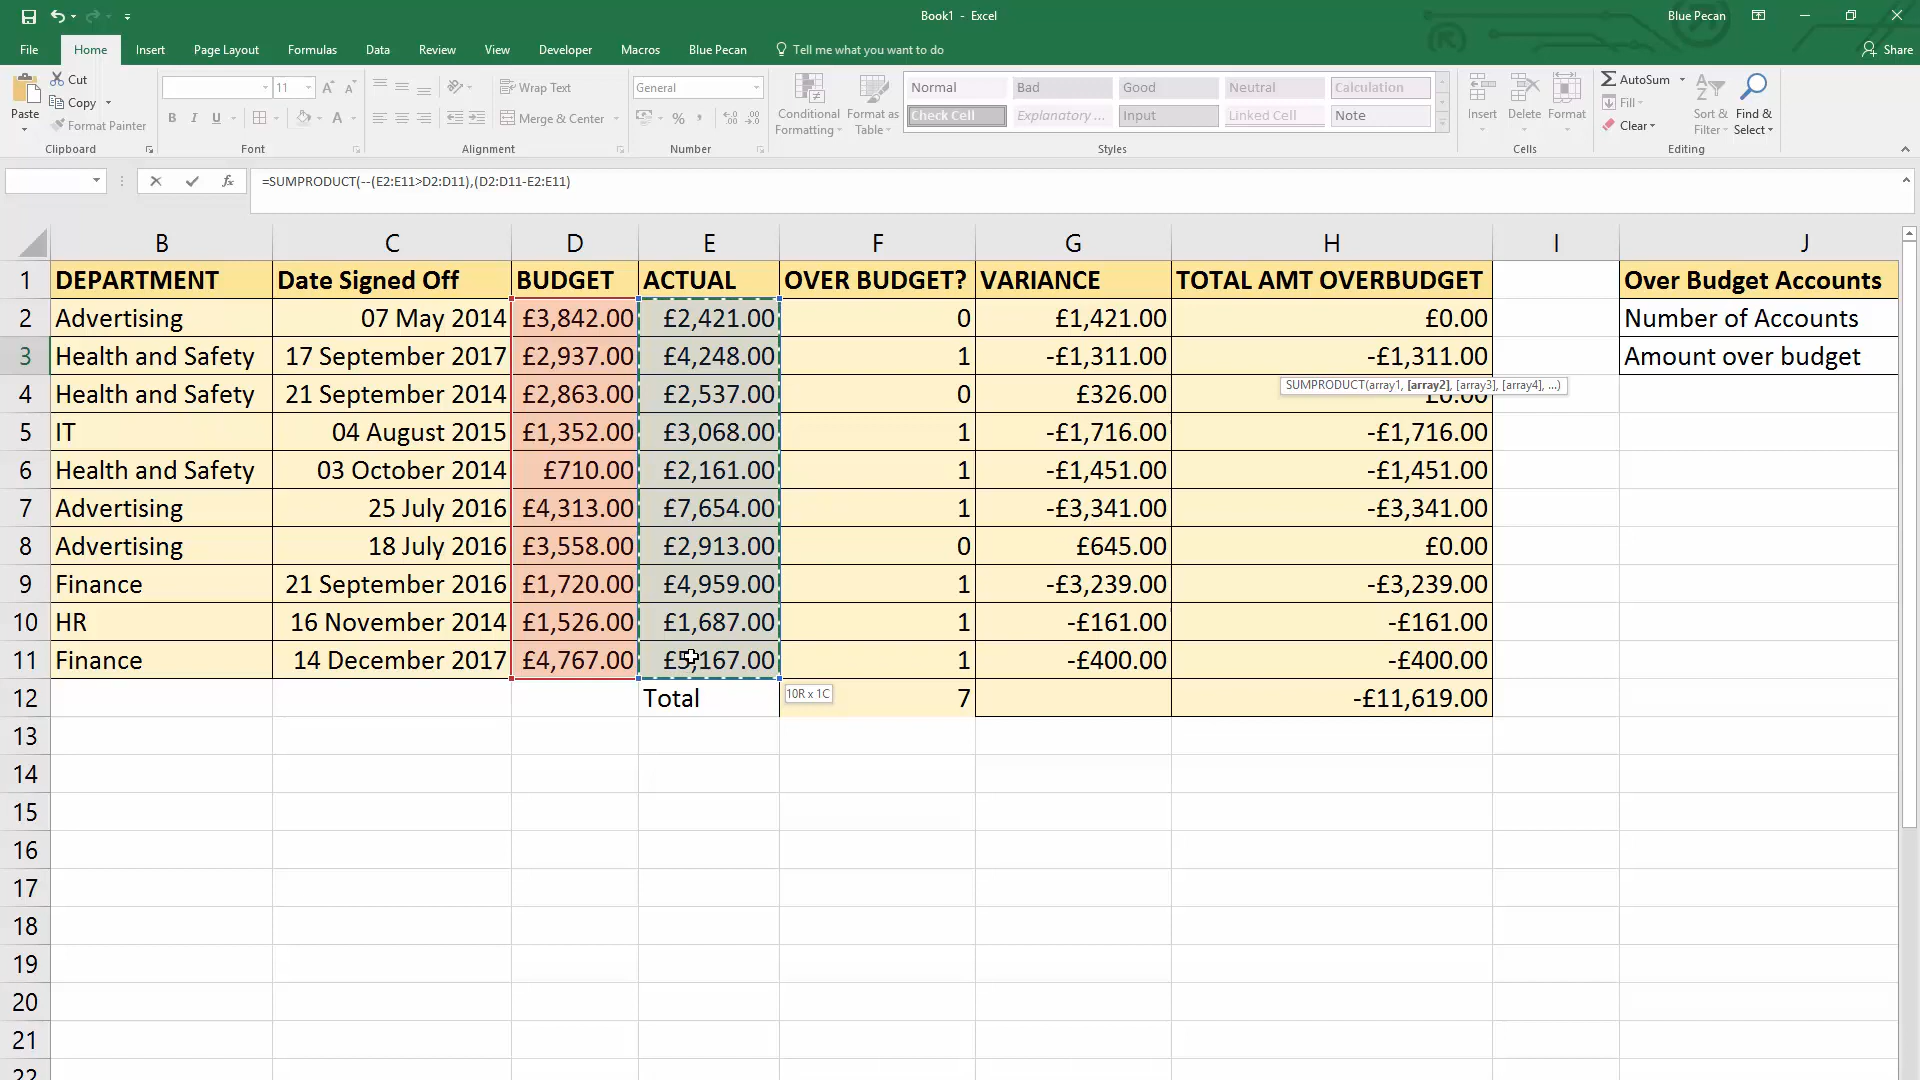 Book1 - Excel
Blue Pecan
File Home Insert Page Layout Formulas Data Review View Developer Macros Blue Pecan Tell me what you want to do Share
Paste
Cut
Copy
Format Painter
Clipboard
11
B I U
Font
Wrap Text
Merge & Center
Alignment
General
%
Number
Conditional Formatting
Format as Table
Normal Bad Good Neutral Calculation
Check Cell Explanatory ... Input Linked Cell Note
Styles
Insert Delete Format
Cells
AutoSum
Fill
Clear
Sort & Filter
Find & Select
Editing
fx =SUMPRODUCT(--(E2:E11>D2:D11),(D2:D11-E2:E11)
B C D E F G H I J
1 DEPARTMENT Date Signed Off BUDGET ACTUAL OVER BUDGET? VARIANCE TOTAL AMT OVERBUDGET Over Budget Accounts
2 Advertising 07 May 2014 £3,842.00 £2,421.00 0 £1,421.00 £0.00 Number of Accounts
3 Health and Safety 17 September 2017 £2,937.00 £4,248.00 1 -£1,311.00 -£1,311.00 Amount over budget
SUMPRODUCT(array1, [array2], [array3], [array4], ...)
4 Health and Safety 21 September 2014 £2,863.00 £2,537.00 0 £326.00 £0.00
5 IT 04 August 2015 £1,352.00 £3,068.00 1 -£1,716.00 -£1,716.00
6 Health and Safety 03 October 2014 £710.00 £2,161.00 1 -£1,451.00 -£1,451.00
7 Advertising 25 July 2016 £4,313.00 £7,654.00 1 -£3,341.00 -£3,341.00
8 Advertising 18 July 2016 £3,558.00 £2,913.00 0 £645.00 £0.00
9 Finance 21 September 2016 £1,720.00 £4,959.00 1 -£3,239.00 -£3,239.00
10 HR 16 November 2014 £1,526.00 £1,687.00 1 -£161.00 -£161.00
11 Finance 14 December 2017 £4,767.00 £5,167.00 1 -£400.00 -£400.00
12 Total 10R x 1C 7 -£11,619.00
13
14
15
16
17
18
19
20
21
22